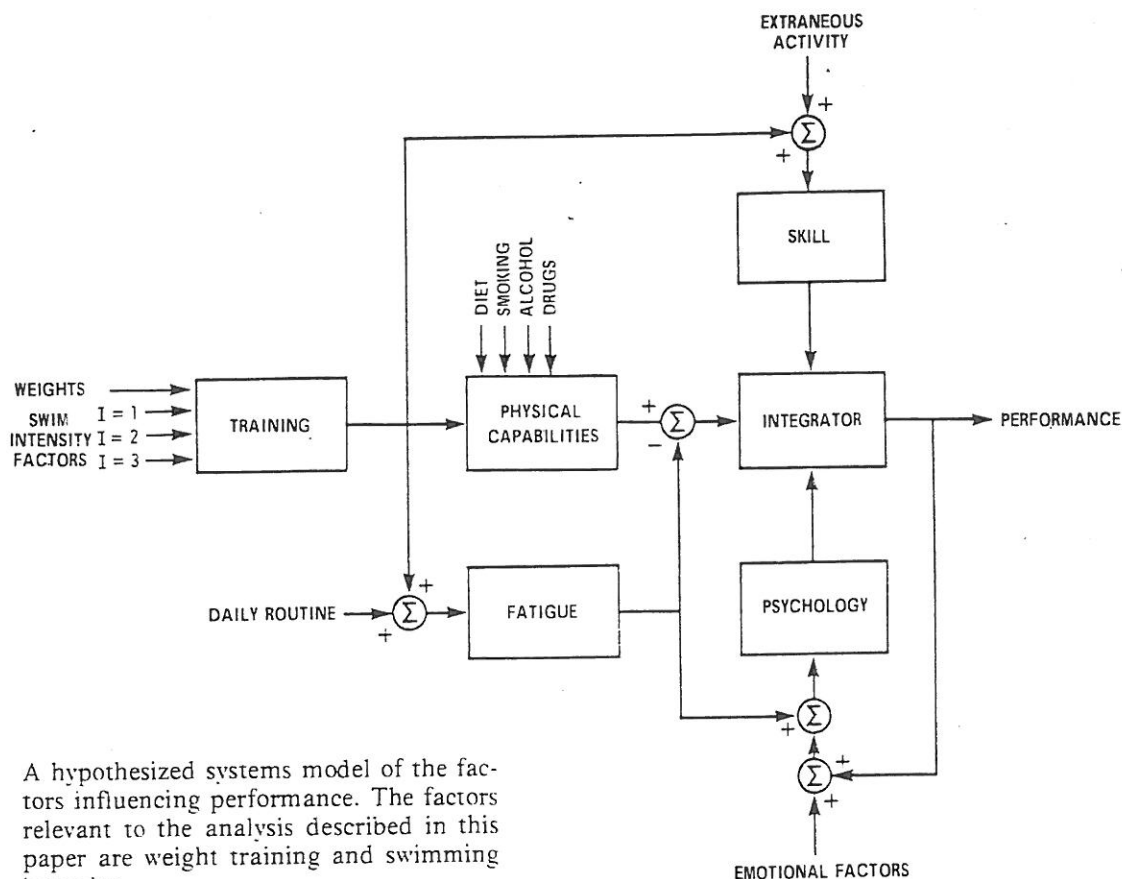 EXTRANEOUS
ACTIVITY
+
Σ
+
SKILL
DIET
SMOKING
ALCOHOL
DRUGS
WEIGHTS
SWIM I = 1
INTENSITY I = 2
FACTORS I = 3
TRAINING
PHYSICAL
CAPABILITIES
+
Σ
−
INTEGRATOR
PERFORMANCE
DAILY ROUTINE
+
Σ
+
FATIGUE
PSYCHOLOGY
Σ
+
+
Σ
+
EMOTIONAL FACTORS
A hypothesized systems model of the fac-
tors influencing performance. The factors
relevant to the analysis described in this
paper are weight training and swimming